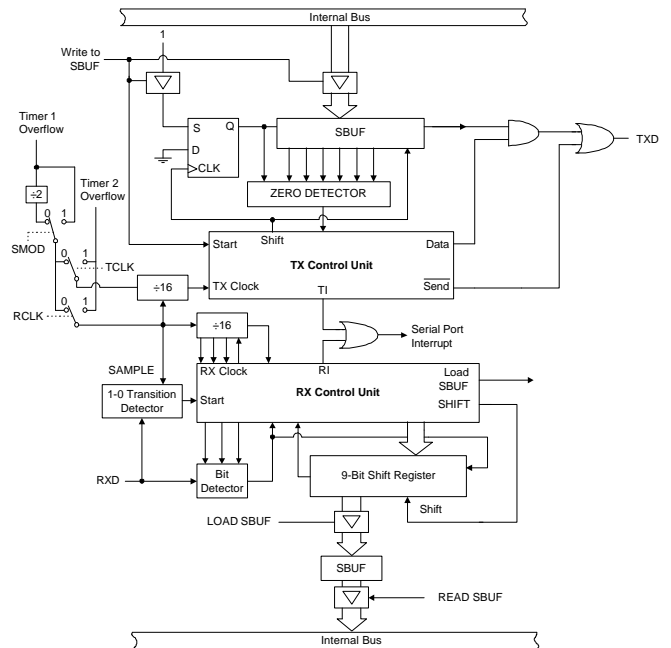 Internal Bus
1
Write to
SBUF
S
Q
D
CLK
SBUF
TXD
Timer 1
Overflow
Timer 2
Overflow
÷2
ZERO DETECTOR
0
1
SMOD
0
1
TCLK
Start
Shift
Data
TX Control Unit
÷16
TX Clock
TI
Send
0
1
RCLK
÷16
Serial Port
Interrupt
SAMPLE
RX Clock
RI
Load
SBUF
1-0 Transition
Detector
Start
RX Control Unit
SHIFT
RXD
Bit
Detector
9-Bit Shift Register
Shift
LOAD SBUF
SBUF
READ SBUF
Internal Bus